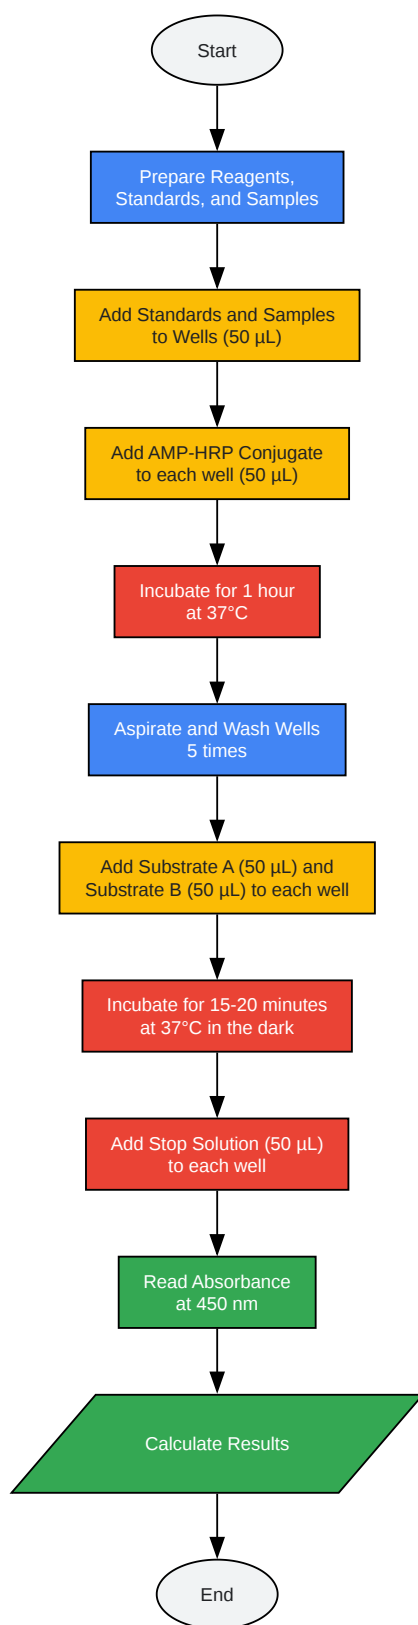 Start
Prepare Reagents,
Standards, and Samples
Add Standards and Samples
to Wells (50 µL)
Add AMP-HRP Conjugate
to each well (50 µL)
Incubate for 1 hour
at 37°C
Aspirate and Wash Wells
5 times
Add Substrate A (50 µL) and
Substrate B (50 µL) to each well
Incubate for 15-20 minutes
at 37°C in the dark
Add Stop Solution (50 µL)
to each well
Read Absorbance
at 450 nm
Calculate Results
End